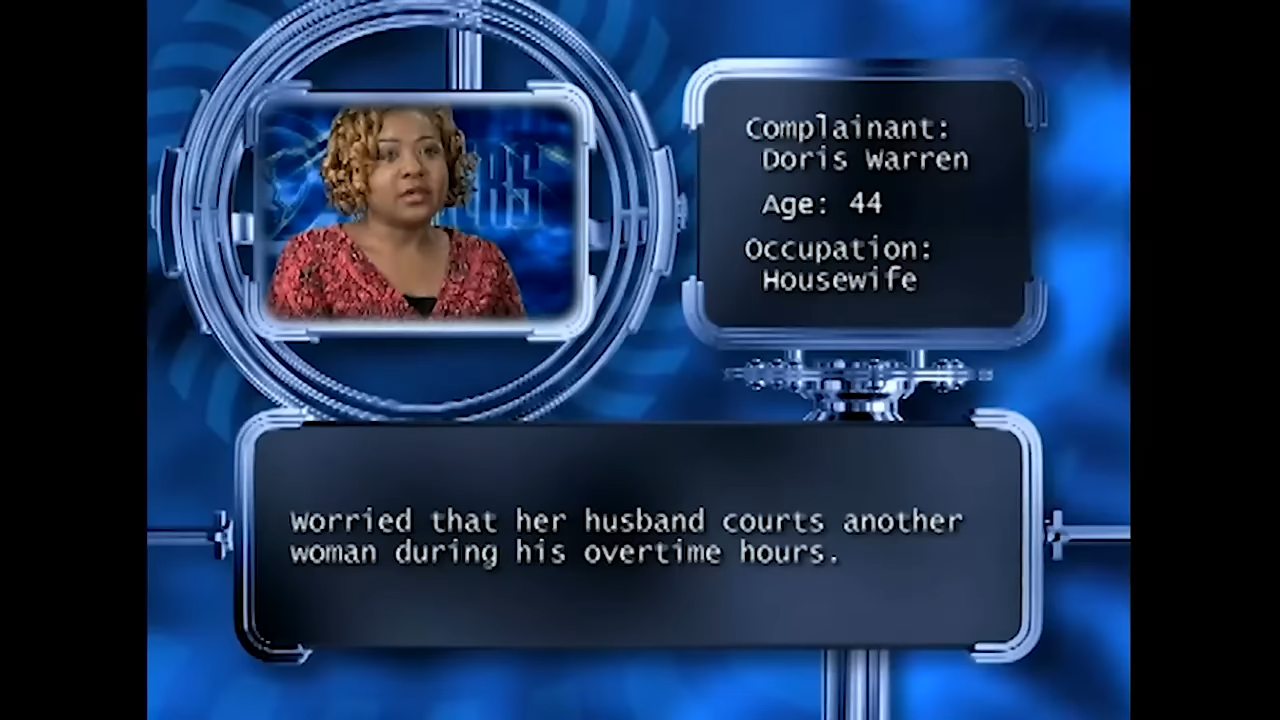 Complainant:
Doris Warren
Age: 44
Occupation:
Housewife
Worried that her husband courts another
woman during his overtime hours.